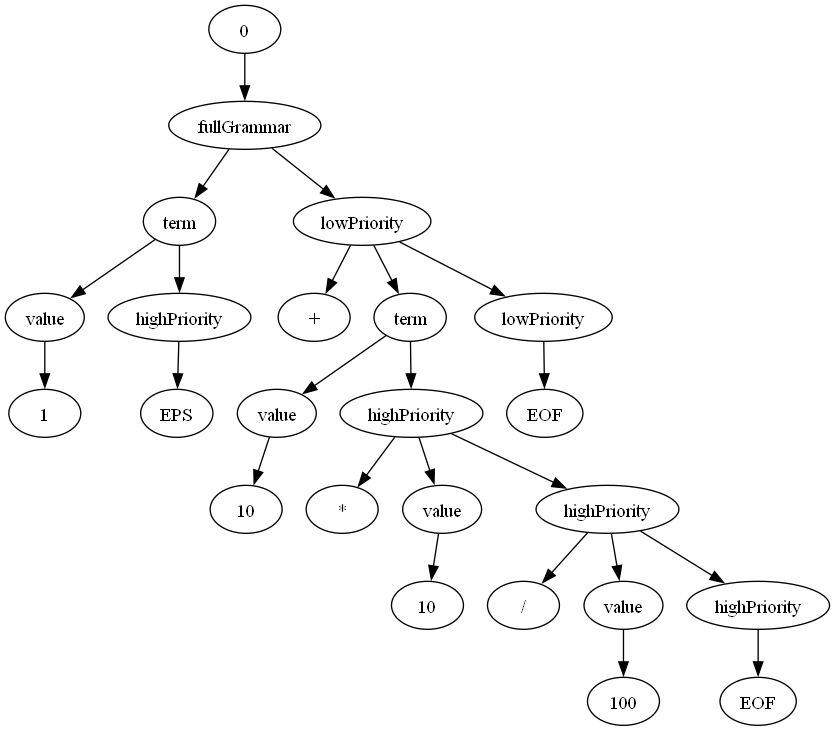 0
fullGrammar
term lowPriority
value highPriority + term lowPriority
1 EPS value highPriority EOF
10 * value highPriority
10 / value highPriority
100 EOF